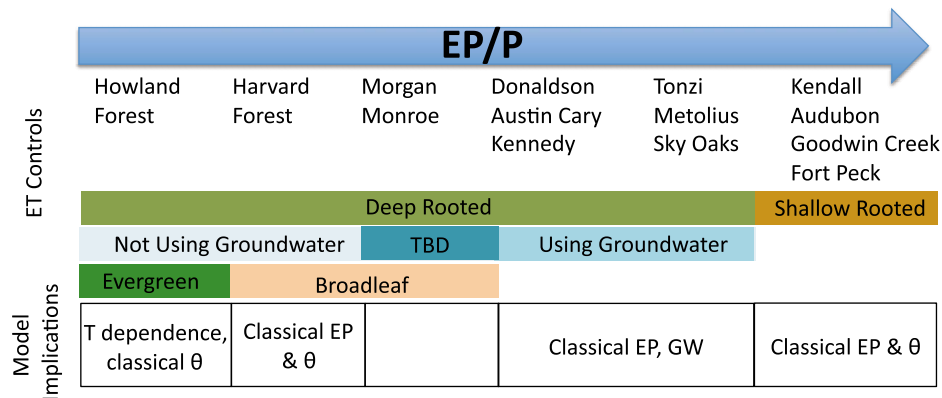 EP/P
Howland
Forest
Harvard
Forest
Morgan
Monroe
Donaldson
Austin Cary
Kennedy
Tonzi
Metolius
Sky Oaks
Kendall
Audubon
Goodwin Creek
Fort Peck
ET Controls
Deep Rooted
Shallow Rooted
Not Using Groundwater
TBD
Using Groundwater
Evergreen
Broadleaf
Model
Implications
T dependence,
classical θ
Classical EP
& θ
Classical EP, GW
Classical EP & θ